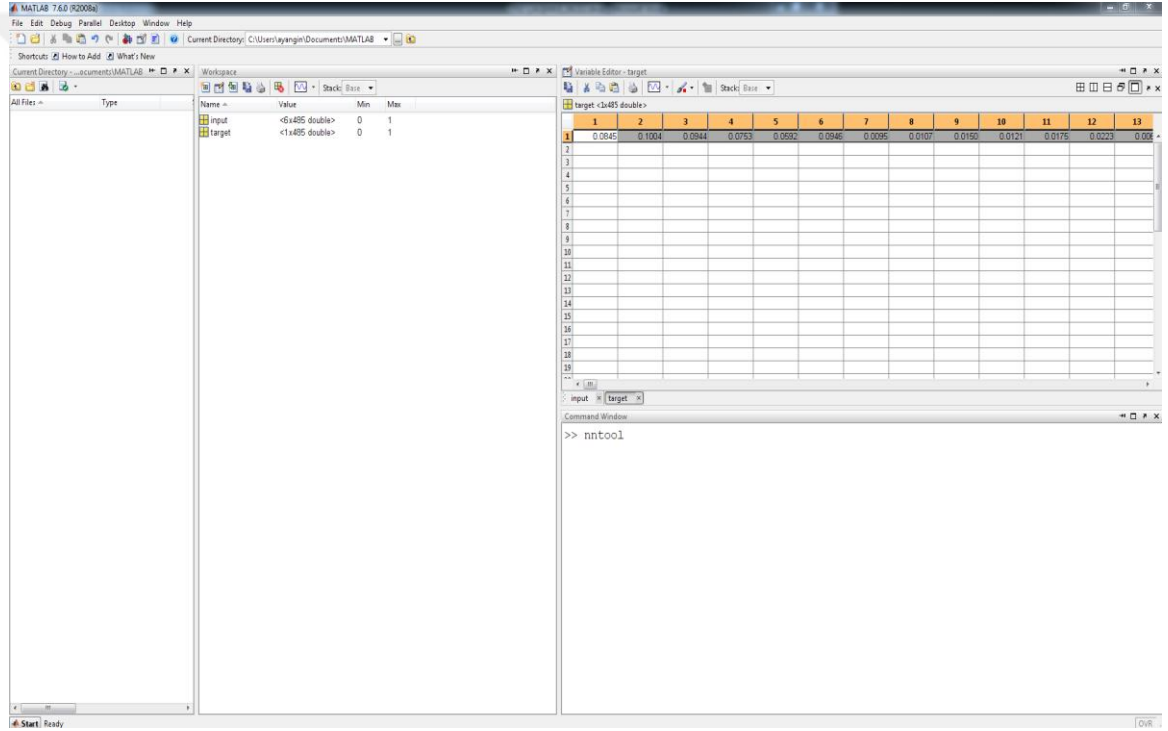 MATLAB 7.6.0 (R2008a)
File Edit Debug Parallel Desktop Window Help
Current Directory: C:\Users\ayangin\Documents\MATLAB
Shortcuts How to Add What's New
Current Directory - ...ocuments\MATLAB
All Files Type
Workspace
Stack: Base
Name Value Min Max
input <6x485 double> 0 1
target <1x485 double> 0 1
Variable Editor - target
Stack: Base
target <1x485 double>
1 2 3 4 5 6 7 8 9 10 11 12 13
1 0.0845 0.1004 0.0944 0.0753 0.0592 0.0946 0.0095 0.0107 0.0150 0.0121 0.0175 0.0223
2
3
4
5
6
7
8
9
10
11
12
13
14
15
16
17
18
19
input target
Command Window
>> nntool
Start Ready
OVR